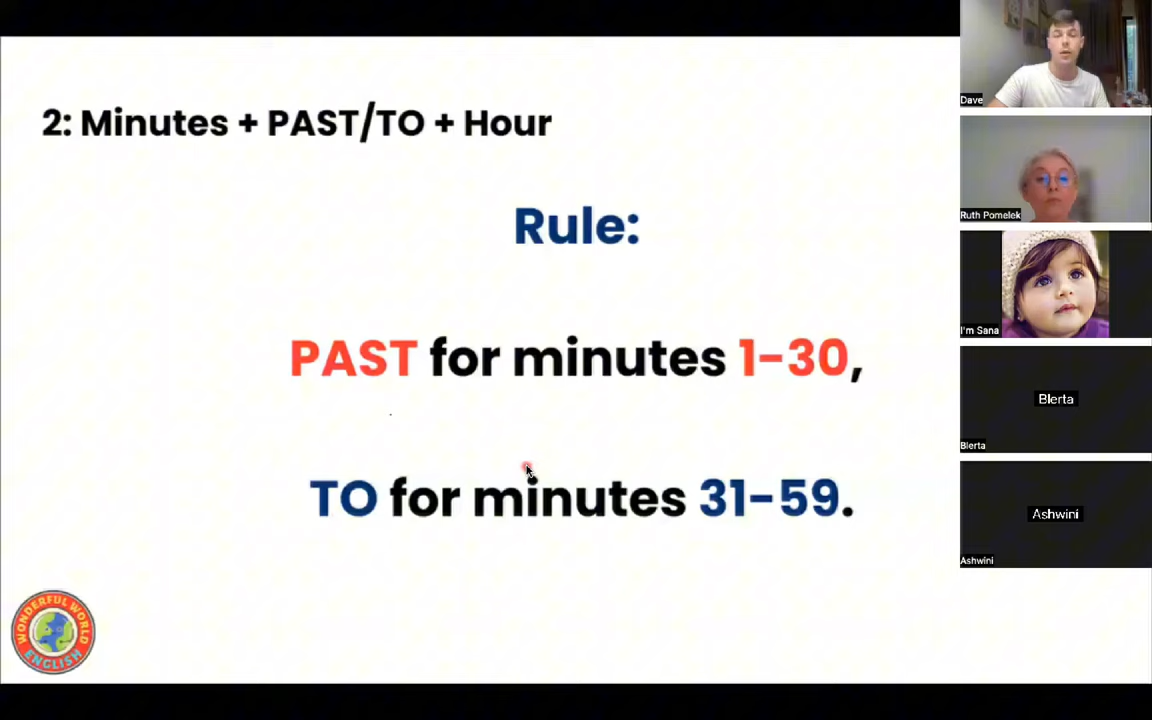 2: Minutes + PAST/TO + Hour
Rule:
PAST for minutes 1-30,
TO for minutes 31-59.
WONDERFUL WORLD
ENGLISH
Dave
Ruth Pomelek
I'm Sana
Blerta
Blerta
Ashwini
Ashwini